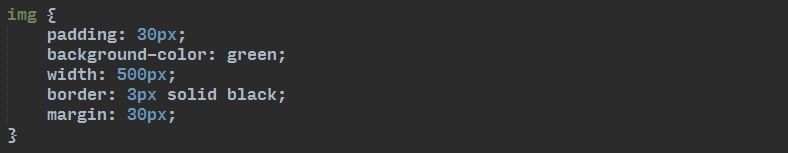 img {
    padding: 30px;
    background-color: green;
    width: 500px;
    border: 3px solid black;
    margin: 30px;
}